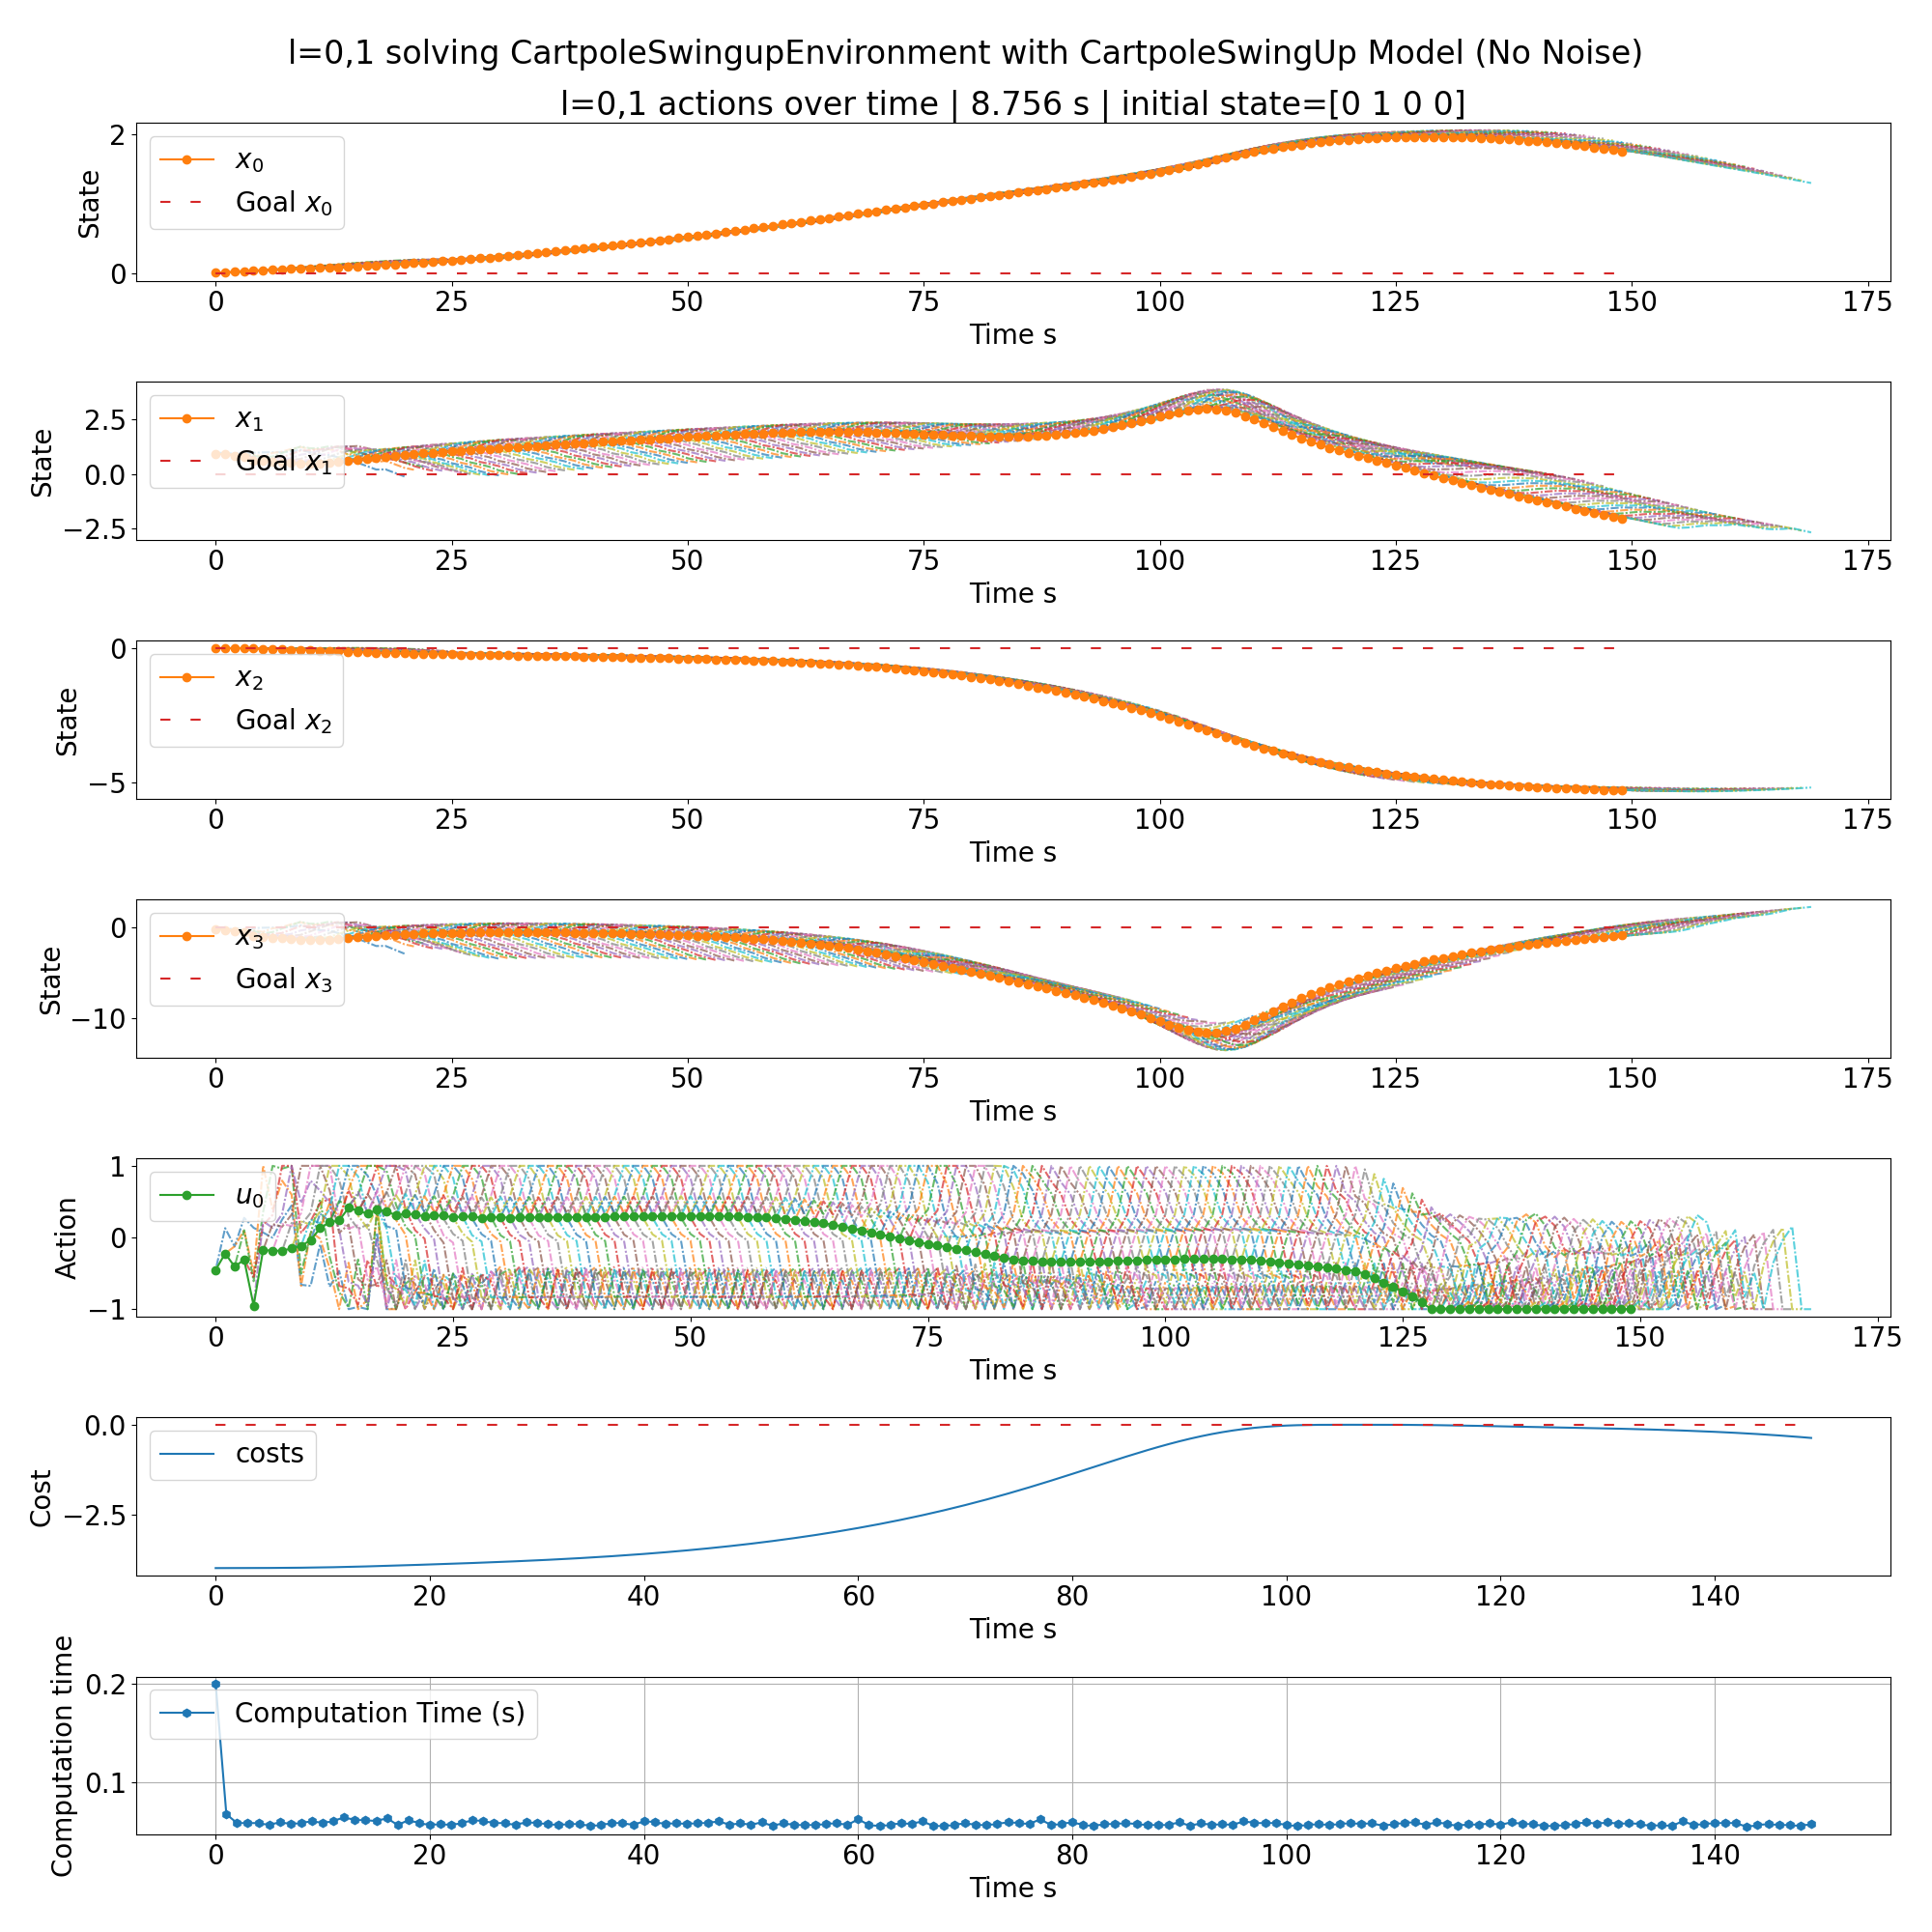 l=0,1 solving CartpoleSwingupEnvironment with CartpoleSwingUp Model (No Noise)
l=0,1 actions over time | 8.756 s | initial state=[0 1 0 0]
2
0
State
x₀
Goal x₀
0 25 50 75 100 125 150 175
Time s
2.5
0.0
−2.5
State
x₁
Goal x₁
0 25 50 75 100 125 150 175
Time s
0
−5
State
x₂
Goal x₂
0 25 50 75 100 125 150 175
Time s
0
−10
State
x₃
Goal x₃
0 25 50 75 100 125 150 175
Time s
1
0
−1
Action
u₀
0 25 50 75 100 125 150 175
Time s
0.0
−2.5
Cost
costs
0 20 40 60 80 100 120 140
Time s
0.2
0.1
Computation time
Computation Time (s)
0 20 40 60 80 100 120 140
Time s